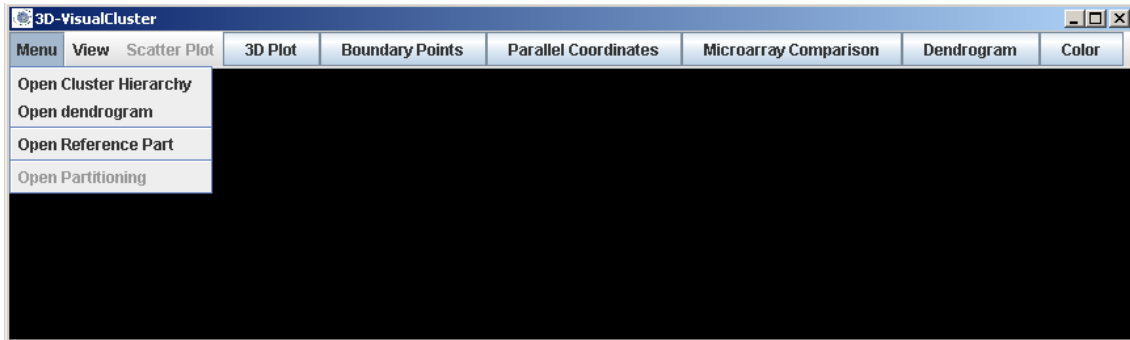 3D-VisualCluster
Menu View Scatter Plot 3D Plot Boundary Points Parallel Coordinates Microarray Comparison Dendrogram Color
Open Cluster Hierarchy
Open dendrogram
Open Reference Part
Open Partitioning